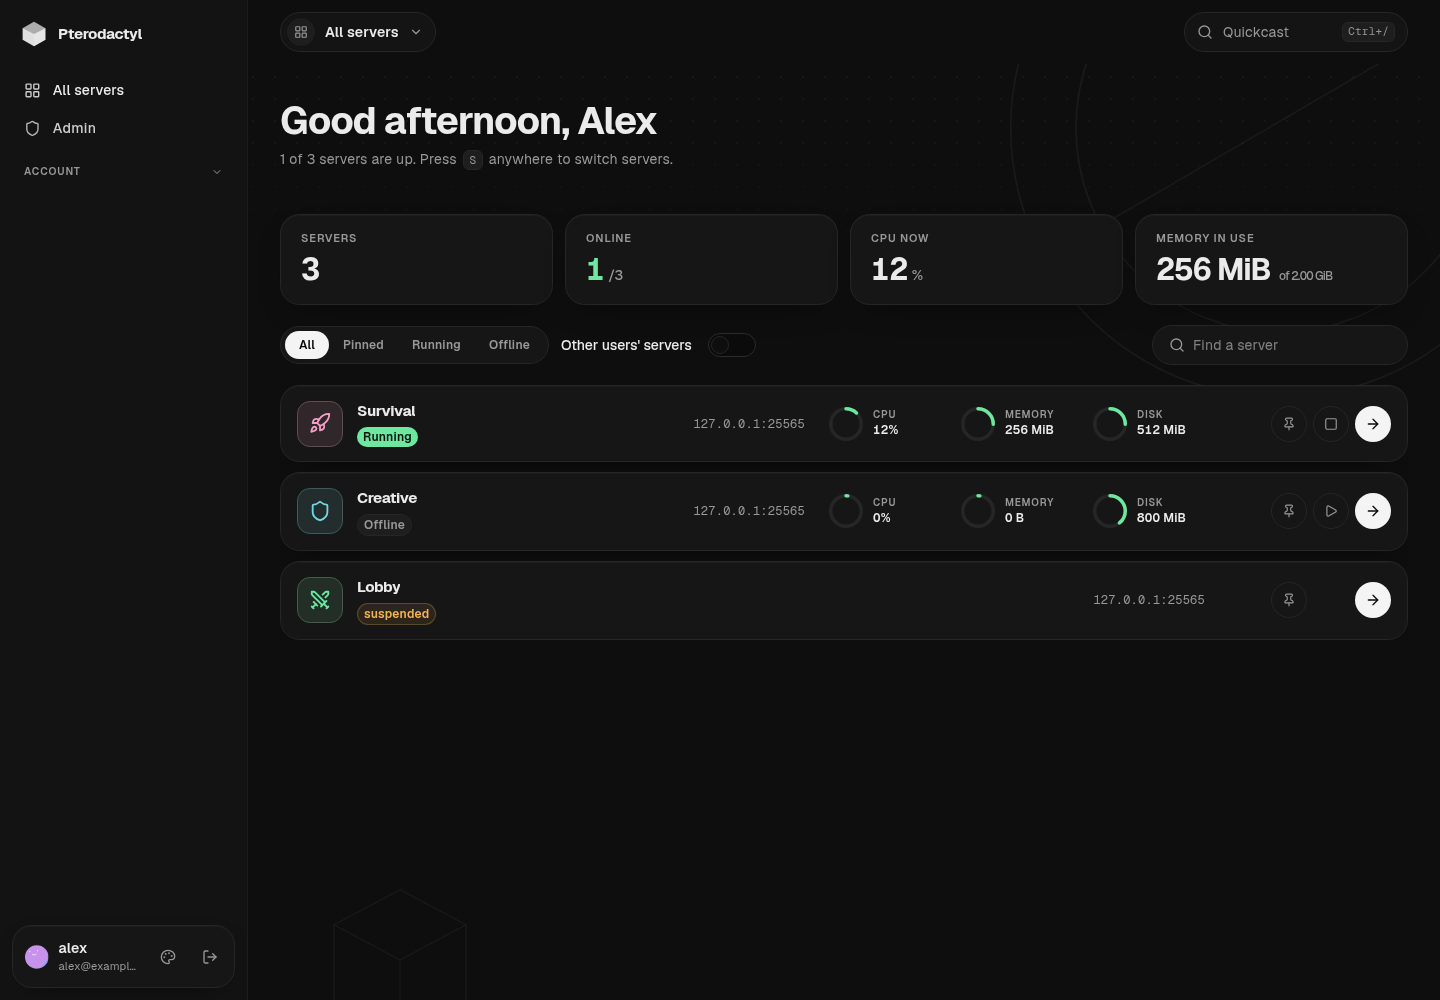 Pterodactyl
All servers
Admin
ACCOUNT
alex
alex@exampl...
All servers
Quickcast
Ctrl+/
Good afternoon, Alex
1 of 3 servers are up. Press S anywhere to switch servers.
SERVERS
3
ONLINE
1 /3
CPU NOW
12 %
MEMORY IN USE
256 MiB of 2.00 GiB
All
Pinned
Running
Offline
Other users' servers
Find a server
Survival
Running
127.0.0.1:25565
CPU
12%
MEMORY
256 MiB
DISK
512 MiB
Creative
Offline
127.0.0.1:25565
CPU
0%
MEMORY
0 B
DISK
800 MiB
Lobby
suspended
127.0.0.1:25565